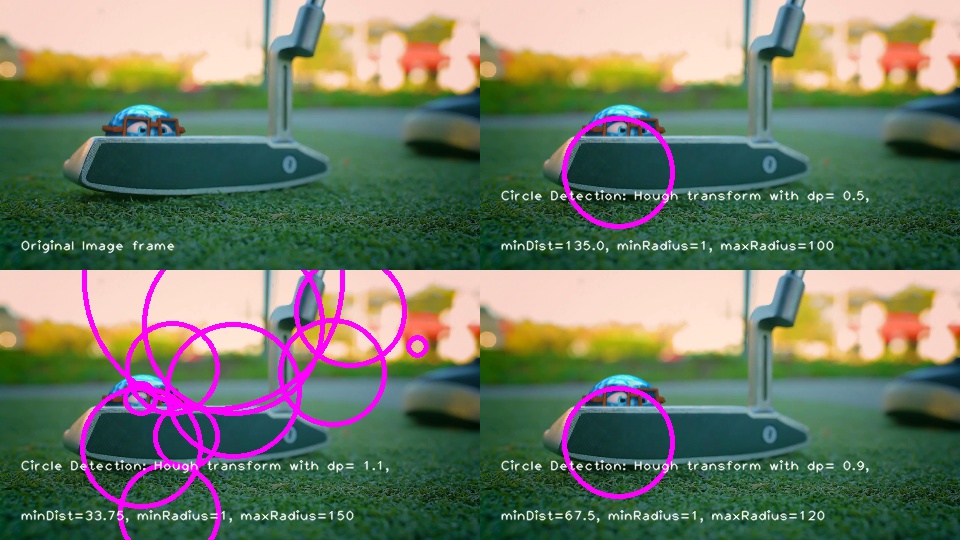 Original Image frame
Circle Detection: Hough transform with dp= 0.5,
minDist=135.0, minRadius=1, maxRadius=100
Circle Detection: Hough transform with dp= 1.1,
minDist=33.75, minRadius=1, maxRadius=150
Circle Detection: Hough transform with dp= 0.9,
minDist=67.5, minRadius=1, maxRadius=120